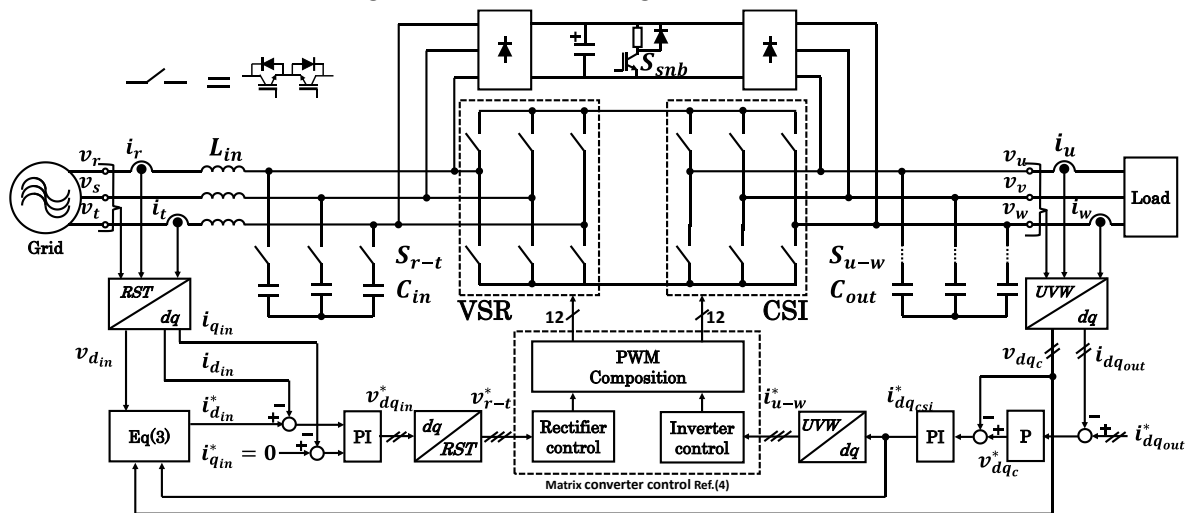 S_snb
=
VSR
CSI
v_r
i_r
L_in
v_s
v_t
i_t
Grid
S_r-t
C_in
S_u-w
C_out
v_u
i_u
v_v
v_w
i_w
Load
RST
dq
UVW
dq
12
12
i_q_in
i_d_in
v_d_in
v_dq_c
i_dq_out
PWM
Composition
Rectifier
control
Inverter
control
Matrix converter control Ref.(4)
Eq(3)
i*_d_in
i*_q_in = 0
PI
v*_dq_in
dq
RST
v*_r-t
i*_u-w
UVW
dq
i*_dq_csi
PI
v*_dq_c
P
i*_dq_out